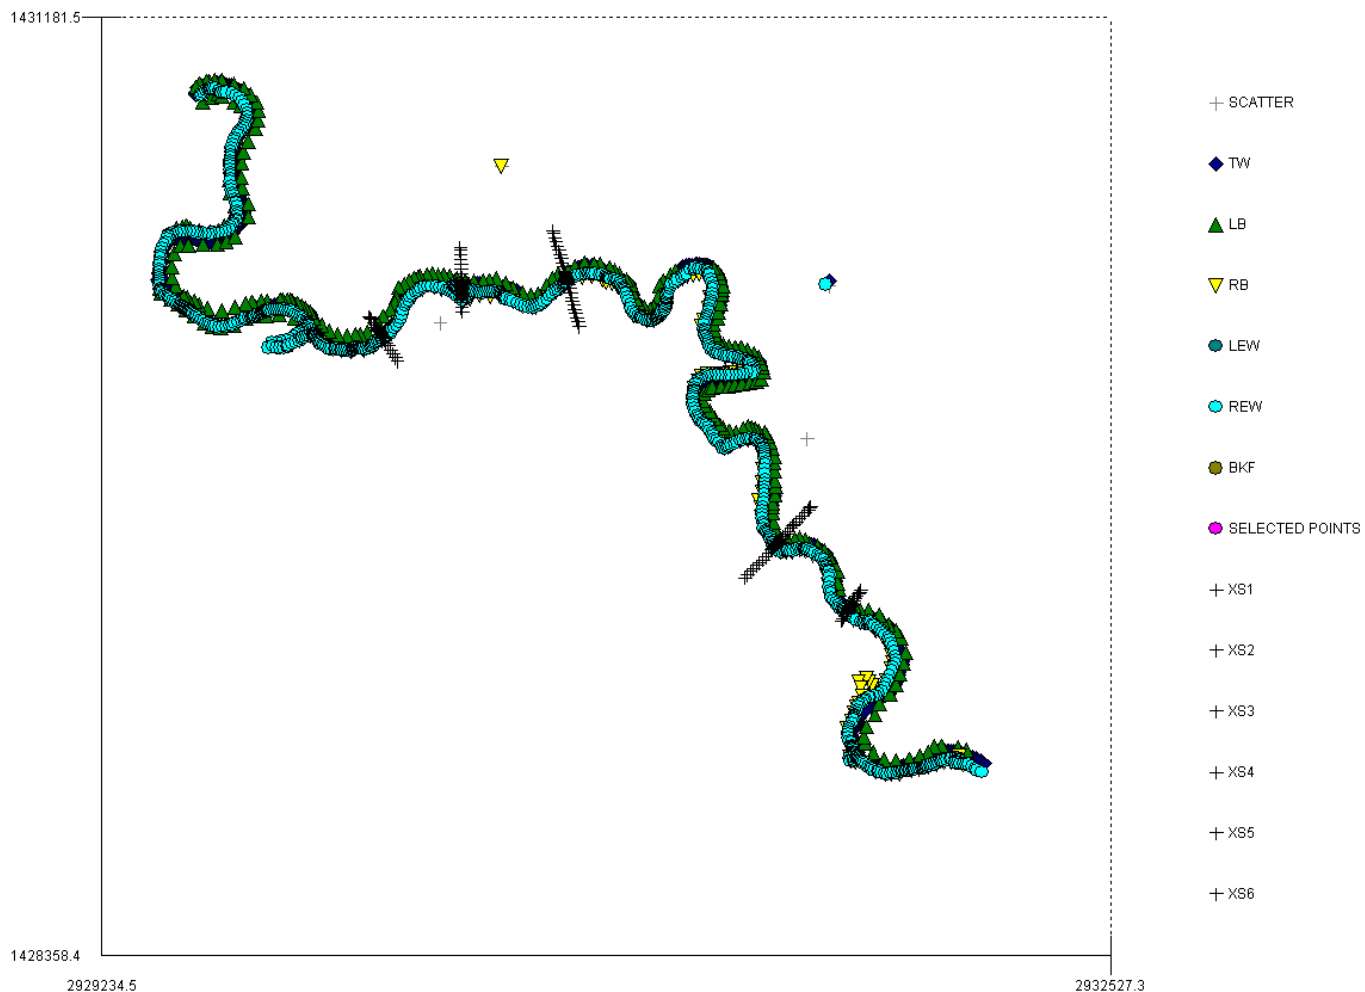 1431181.5
SCATTER
TW
LB
RB
LEW
REW
BKF
SELECTED POINTS
XS1
XS2
XS3
XS4
XS5
XS6
1428358.4
2929234.5
2932527.3